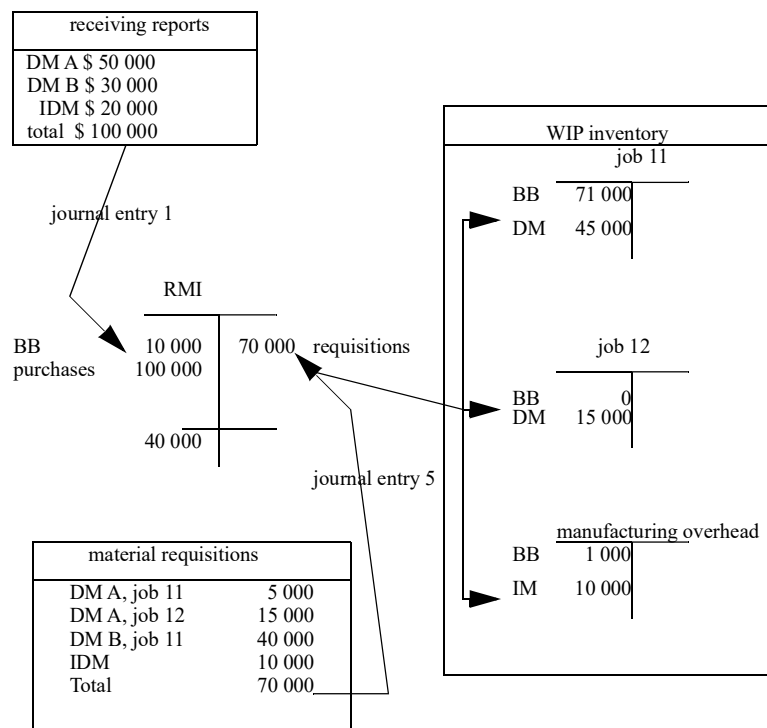 receiving reports
DM A $ 50 000
DM B $ 30 000
IDM $ 20 000
total $ 100 000
journal entry 1
RMI
BB 10 000 70 000 requisitions
purchases 100 000
40 000
journal entry 5
material requisitions
DM A, job 11 5 000
DM A, job 12 15 000
DM B, job 11 40 000
IDM 10 000
Total 70 000
WIP inventory
job 11
BB 71 000
DM 45 000
job 12
BB 0
DM 15 000
manufacturing overhead
BB 1 000
IM 10 000